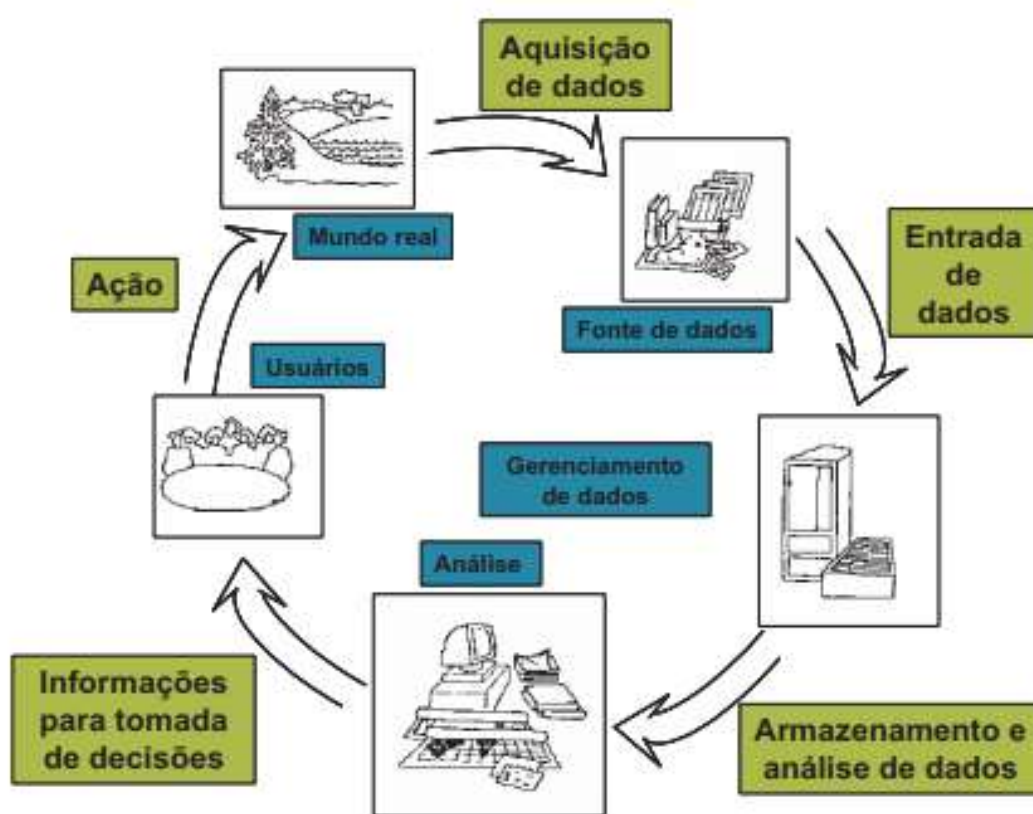 Aquisição
de dados
Mundo real
Ação
Entrada
de
dados
Fonte de dados
Usuários
Gerenciamento
de dados
Análise
Informações
para tomada
de decisões
Armazenamento e
análise de dados